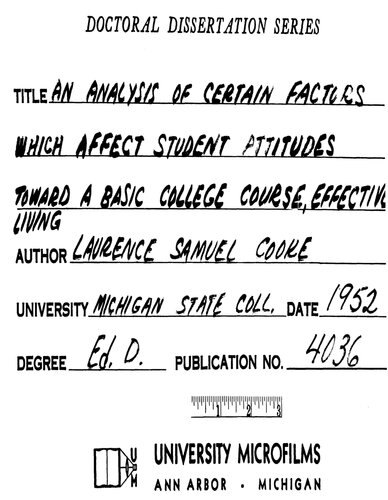 DOCTORAL DISSERTATION SERIES
TITLE AN ANALYSIS OF CERTAIN FACTORS
WHICH AFFECT STUDENT ATTITUDES
TOWARD A BASIC COLLEGE COURSE, EFFECTIVE
LIVING
AUTHOR LAURENCE SAMUEL COOKE
UNIVERSITY MICHIGAN STATE COLL. DATE 1952
DEGREE Ed. D. PUBLICATION NO. 4036
1 2 3
UM
UNIVERSITY MICROFILMS
ANN ARBOR · MICHIGAN